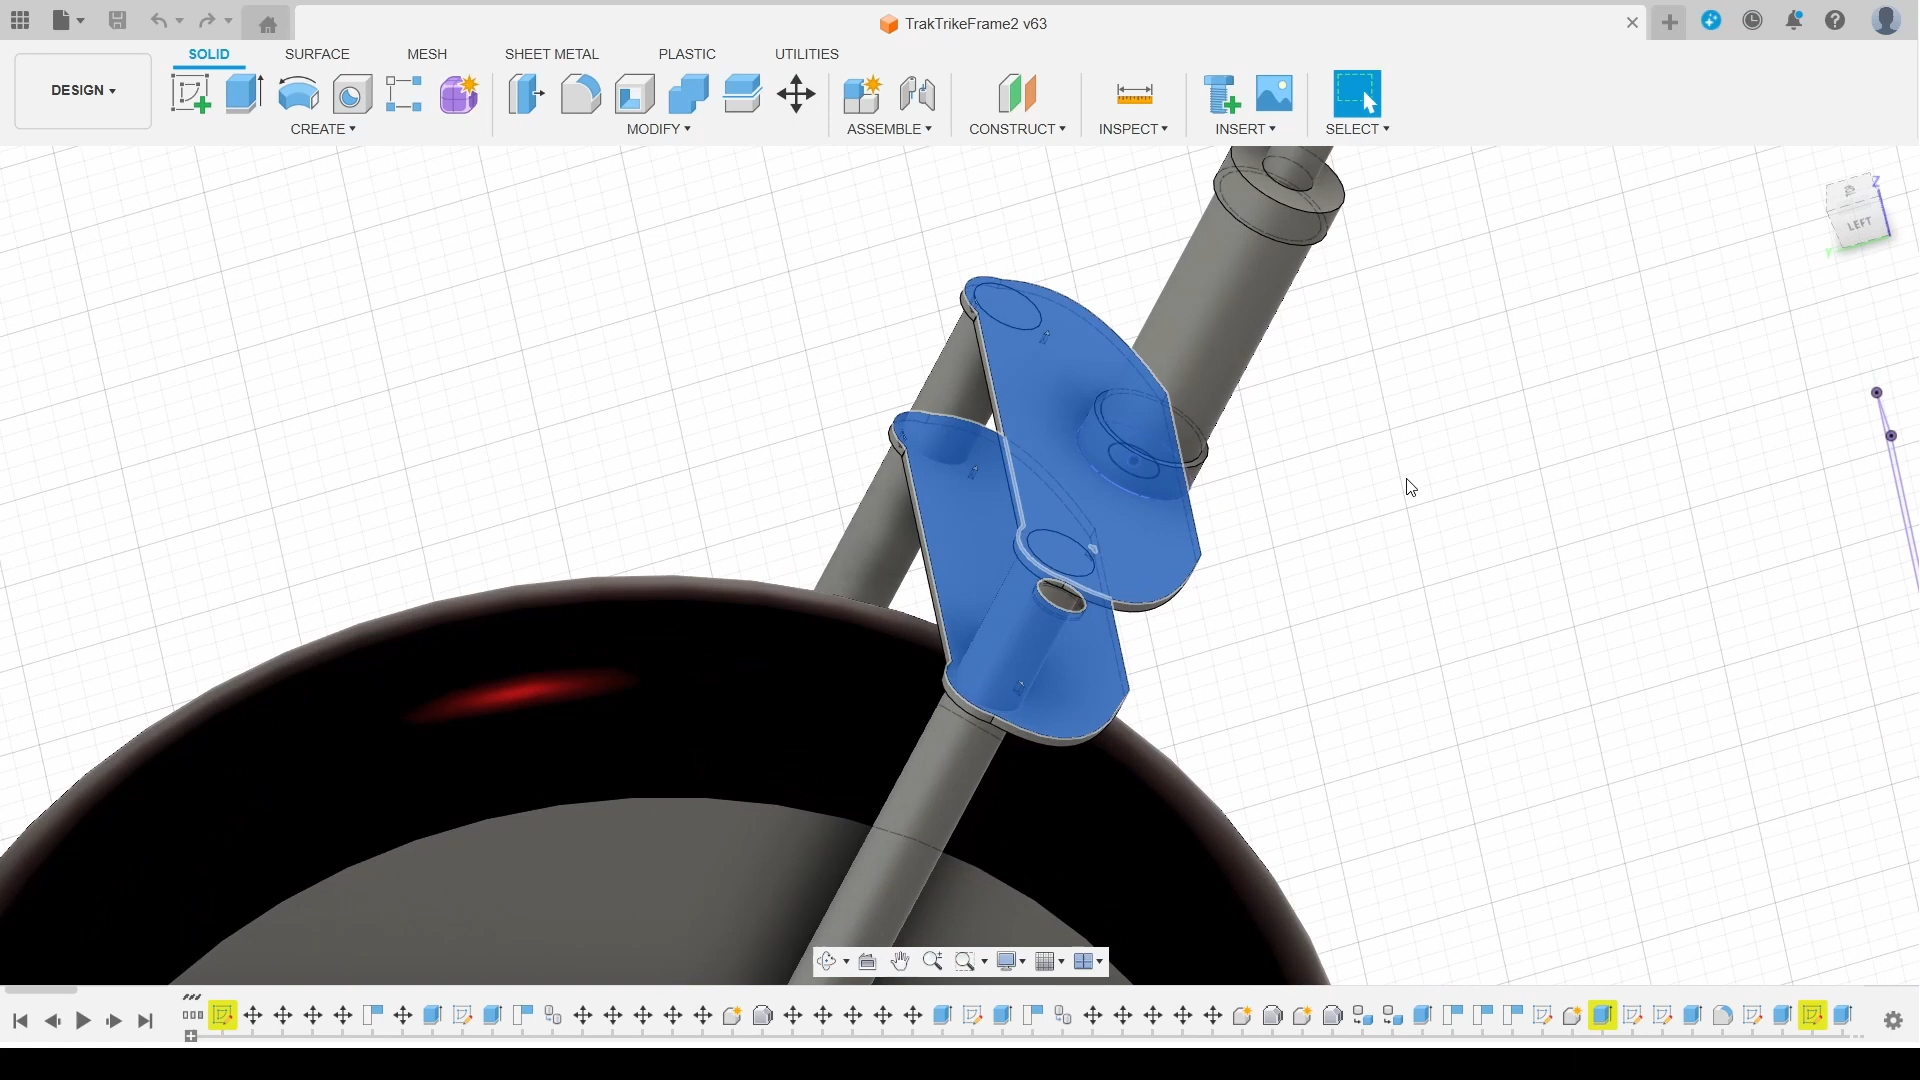 TrakTrikeFrame2 v63
SOLID SURFACE MESH SHEET METAL PLASTIC UTILITIES
DESIGN
CREATE MODIFY ASSEMBLE CONSTRUCT INSPECT INSERT SELECT
Z
LEFT
Y